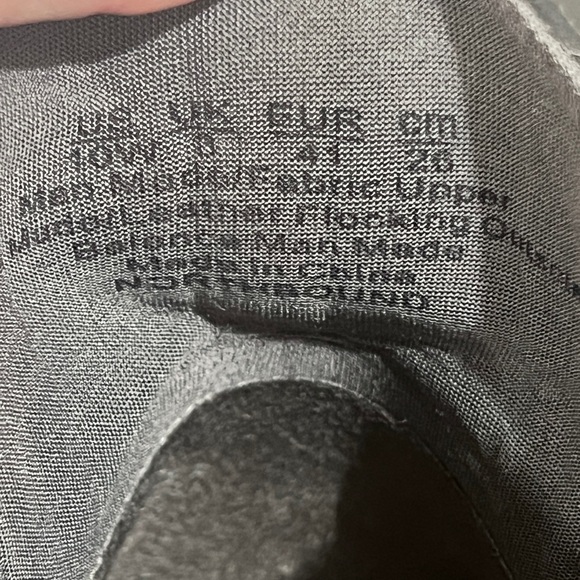 US UK EUR cm
10W 41 26
Man Made/Fabric Upper
Leather Flocking
Balance Man Made
Made in China
NORTHBOUND